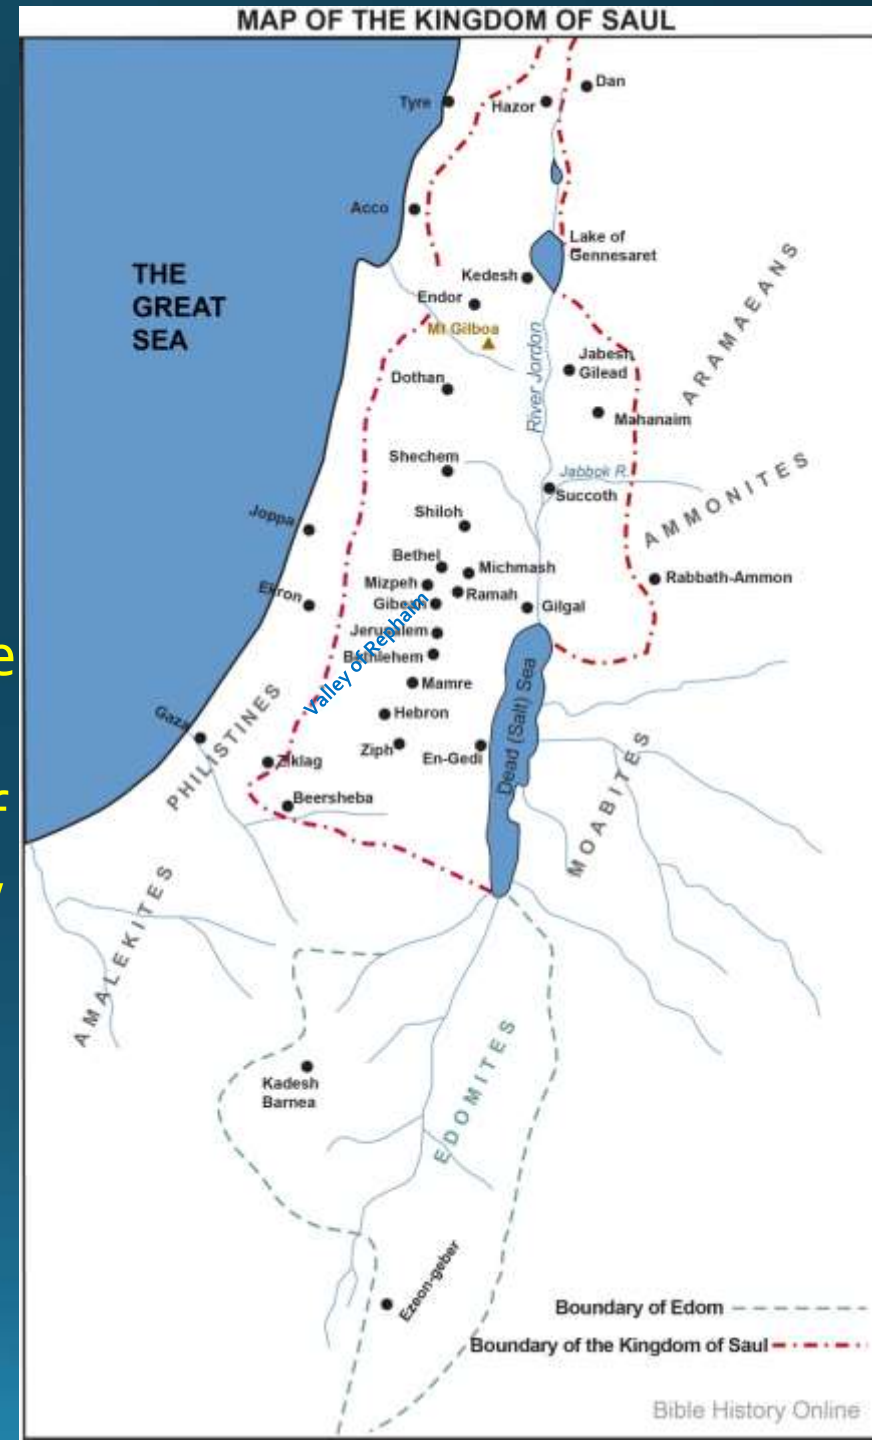 MAP OF THE KINGDOM OF SAUL
Dan
Tyre
Hazor
Acco
Lake of
Gennesaret
THE
GREAT
SEA
Kedesh
Endor
Mt Gilboa
ARAMAEANS
River Jordon
Jabesh
Gilead
Dothan
Mahanaim
Shechem
Jabbok R.
Succoth
AMMONITES
Joppa
Shiloh
Bethel
Michmash
Mizpeh
Ramah
Rabbath-Ammon
Ekron
Gibeah
Gilgal
Jerusalem
Valley of Rephaim
Bethlehem
Mamre
Dead (Salt) Sea
Hebron
Gaza
PHILISTINES
Ziph
En-Gedi
Ziklag
Beersheba
MOABITES
AMALEKITES
EDOMITES
Kadesh
Barnea
Ezeon-geber
Boundary of Edom
Boundary of the Kingdom of Saul
Bible History Online